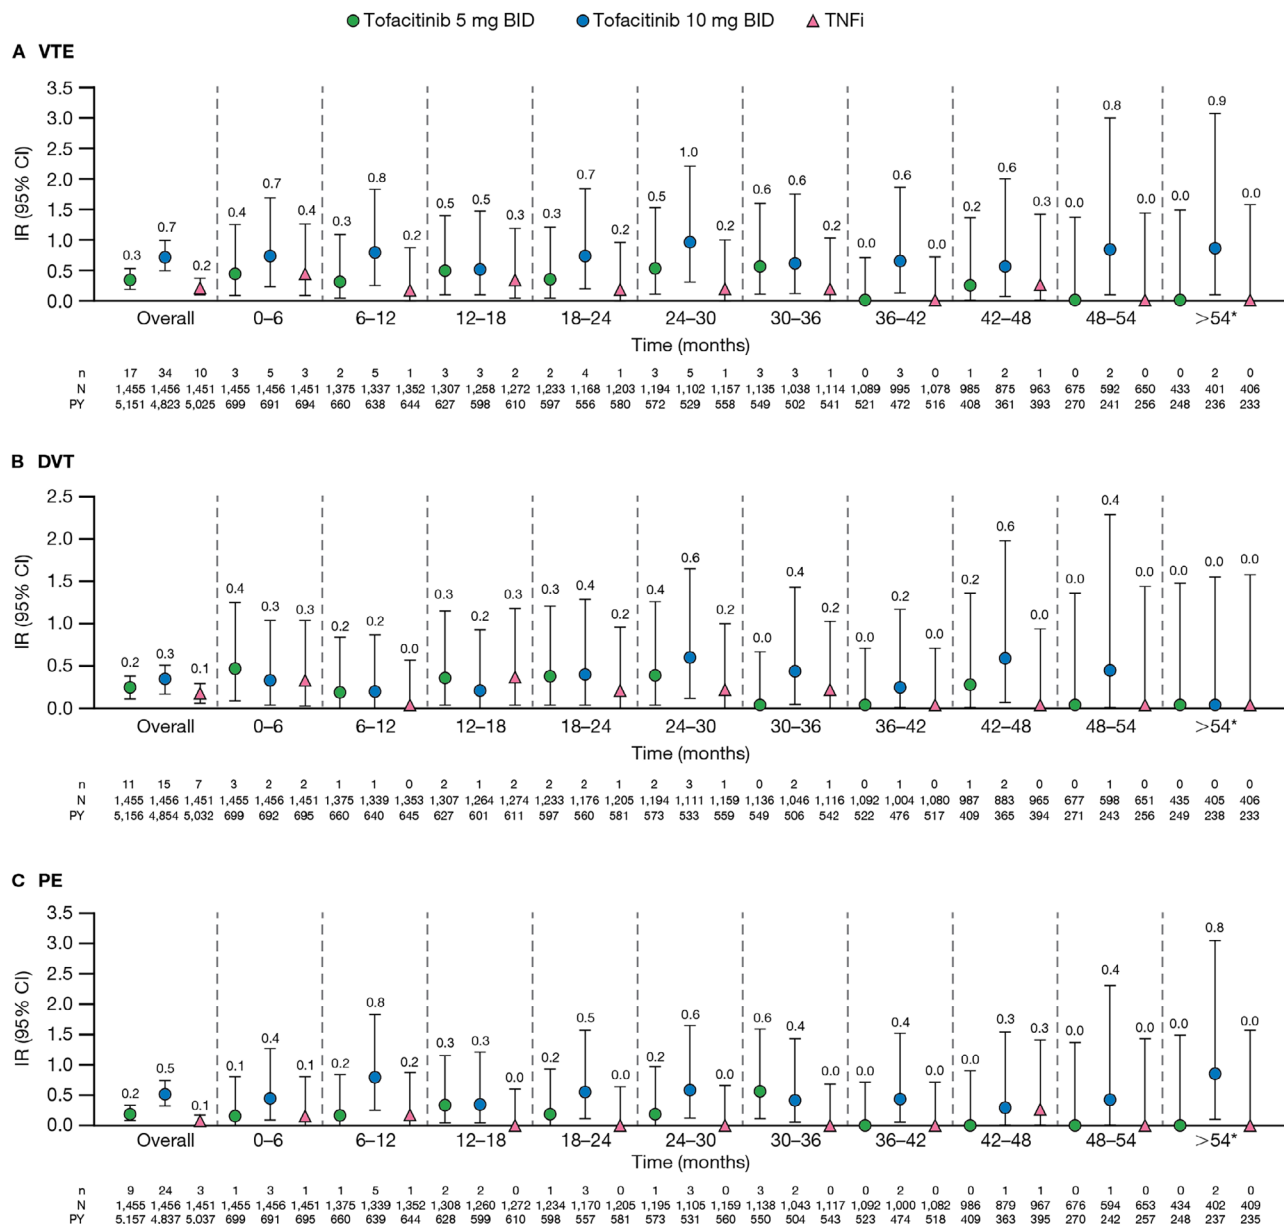 Tofacitinib 5 mg BID Tofacitinib 10 mg BID TNFi
A VTE
IR (95% CI)
3.5
3.0
2.5
2.0
1.5
1.0
0.5
0.0
0.3 0.7 0.2 0.4 0.7 0.4 0.3 0.8 0.2 0.5 0.5 0.3 0.3 0.7 0.2 0.5 1.0 0.2 0.6 0.6 0.2 0.0 0.6 0.0 0.2 0.6 0.3 0.0 0.8 0.0 0.0 0.9 0.0
Overall 0–6 6–12 12–18 18–24 24–30 30–36 36–42 42–48 48–54 >54*
Time (months)
n 17 34 10 3 5 3 2 5 1 3 3 2 2 4 1 3 5 1 3 3 1 0 3 0 1 2 1 0 2 0 0 2 0
N 1,455 1,456 1,451 1,455 1,456 1,451 1,375 1,337 1,352 1,307 1,258 1,272 1,233 1,168 1,203 1,194 1,102 1,157 1,135 1,038 1,114 1,089 995 1,078 985 875 963 675 592 650 433 401 406
PY 5,151 4,823 5,025 699 691 694 660 638 644 627 598 610 597 556 580 572 529 558 549 502 541 521 472 516 408 361 393 270 241 256 248 236 233
B DVT
IR (95% CI)
2.5
2.0
1.5
1.0
0.5
0.0
0.2 0.3 0.1 0.4 0.3 0.3 0.2 0.2 0.0 0.3 0.2 0.3 0.3 0.4 0.2 0.4 0.6 0.2 0.0 0.4 0.2 0.0 0.2 0.0 0.2 0.6 0.0 0.0 0.4 0.0 0.0 0.0 0.0
Overall 0–6 6–12 12–18 18–24 24–30 30–36 36–42 42–48 48–54 >54*
Time (months)
n 11 15 7 3 2 2 1 1 0 2 1 2 2 2 1 2 3 1 0 2 1 0 1 0 1 2 0 0 1 0 0 0 0
N 1,455 1,456 1,451 1,455 1,456 1,451 1,375 1,339 1,353 1,307 1,264 1,274 1,233 1,176 1,205 1,194 1,111 1,159 1,136 1,046 1,116 1,092 1,004 1,080 987 883 965 677 598 651 435 405 406
PY 5,156 4,854 5,032 699 692 695 660 640 645 627 601 611 597 560 581 573 533 559 549 506 542 522 476 517 409 365 394 271 243 256 249 238 233
C PE
IR (95% CI)
3.5
3.0
2.5
2.0
1.5
1.0
0.5
0.0
0.2 0.5 0.1 0.1 0.4 0.1 0.2 0.8 0.2 0.3 0.3 0.0 0.2 0.5 0.0 0.2 0.6 0.0 0.6 0.4 0.0 0.0 0.4 0.0 0.0 0.3 0.3 0.0 0.4 0.0 0.0 0.8 0.0
Overall 0–6 6–12 12–18 18–24 24–30 30–36 36–42 42–48 48–54 >54*
Time (months)
n 9 24 3 1 3 1 1 5 1 2 2 0 1 3 0 1 3 0 3 2 0 0 2 0 0 1 1 0 1 0 0 2 0
N 1,455 1,456 1,451 1,455 1,456 1,451 1,375 1,339 1,352 1,308 1,260 1,272 1,234 1,170 1,205 1,195 1,105 1,159 1,138 1,043 1,117 1,092 1,000 1,082 986 879 967 676 594 653 434 402 409
PY 5,157 4,837 5,037 699 691 695 660 639 644 628 599 610 598 557 581 573 531 560 550 504 543 522 474 518 409 363 395 270 242 257 248 237 235